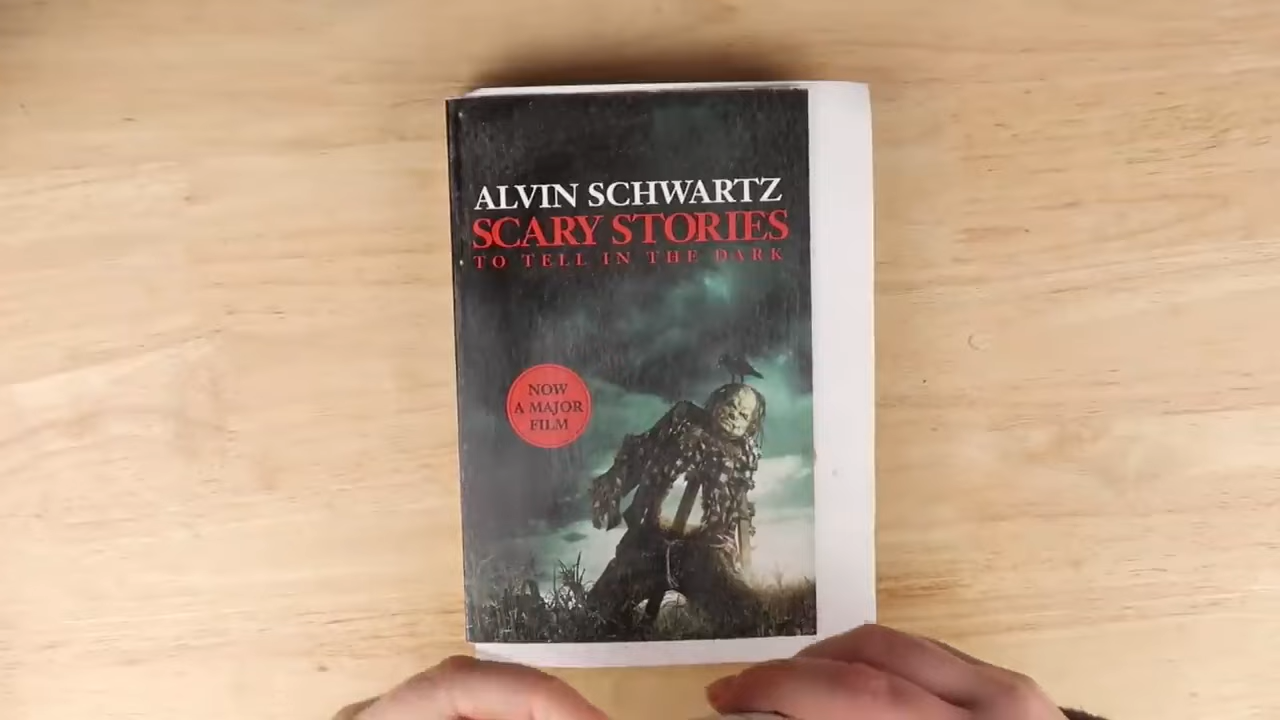 ALVIN SCHWARTZ
SCARY STORIES
TO TELL IN THE DARK
NOW
A MAJOR
FILM